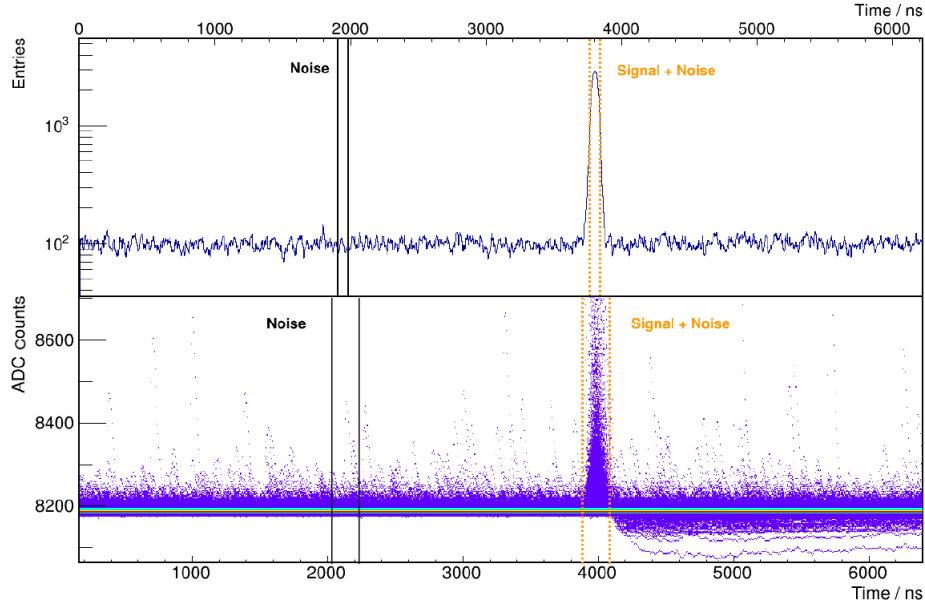 Time / ns
0 1000 2000 3000 4000 5000 6000
Entries
Noise
Signal + Noise
10³
10²
ADC counts
Noise
Signal + Noise
8600
8400
8200
1000 2000 3000 4000 5000 6000
Time / ns